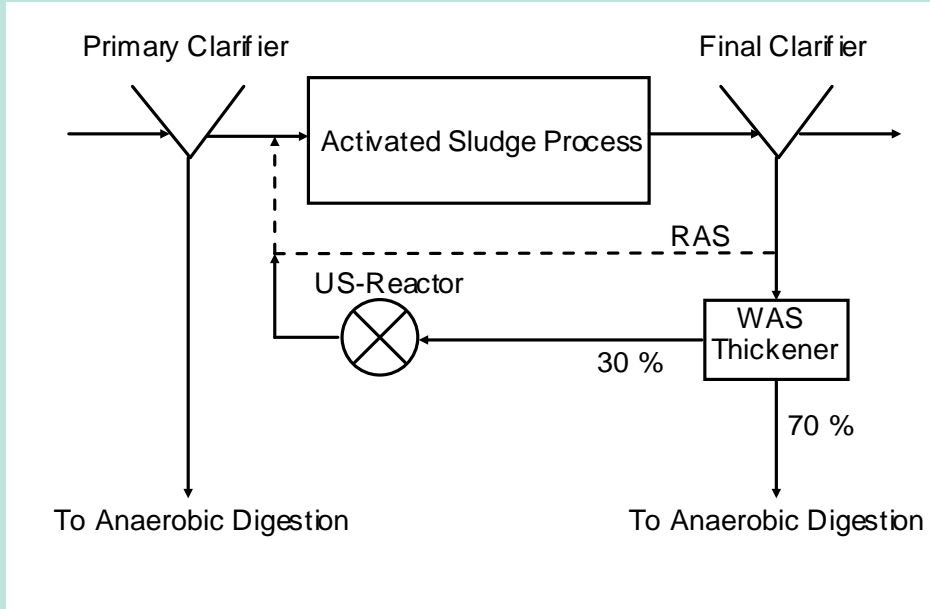 Primary Clarifier
Final Clarifier
Activated Sludge Process
RAS
US-Reactor
WAS
Thickener
30 %
70 %
To Anaerobic Digestion
To Anaerobic Digestion